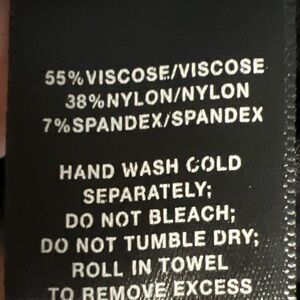 55%VISCOSE/VISCOSE
38%NYLON/NYLON
7%SPANDEX/SPANDEX
HAND WASH COLD
SEPARATELY;
DO NOT BLEACH;
DO NOT TUMBLE DRY;
ROLL IN TOWEL
TO REMOVE EXCESS